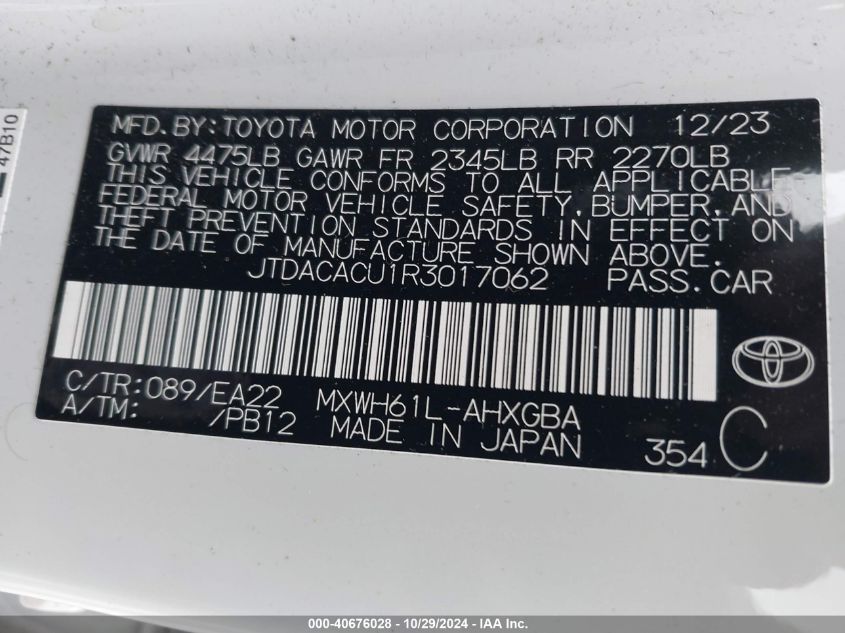 47B10
MFD.BY:TOYOTA MOTOR CORPORATION 12/23
GVWR 4475LB GAWR FR 2345LB RR 2270LB
THIS VEHICLE CONFORMS TO ALL APPLICABLE
FEDERAL MOTOR VEHICLE SAFETY,BUMPER,AND
THEFT PREVENTION STANDARDS IN EFFECT ON
THE DATE OF MANUFACTURE SHOWN ABOVE.
JTDACACU1R3017062 PASS.CAR
C/TR:089/EA22 MXWH61L-AHXGBA
A/TM: /PB12 MADE IN JAPAN 354 C
000-40676028 - 10/29/2024 - IAA Inc.